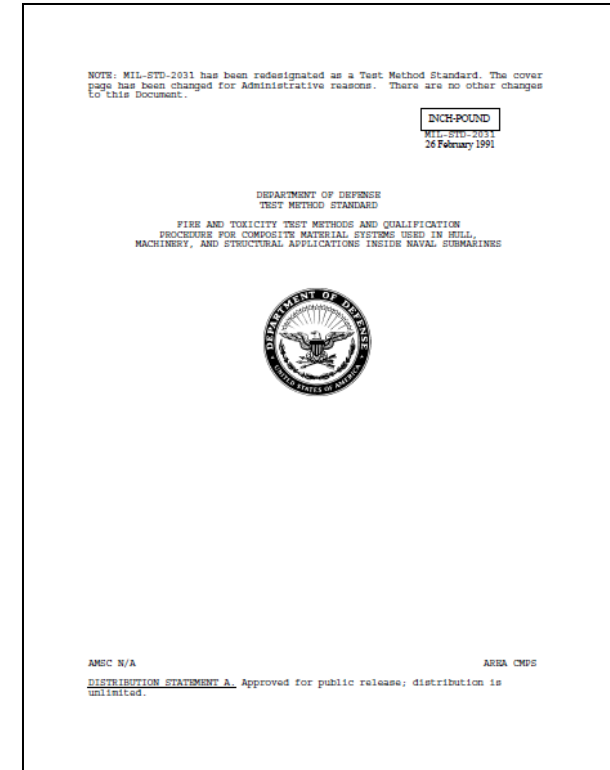 NOTE: MIL-STD-2031 has been redesignated as a Test Method Standard. The cover
page has been changed for Administrative reasons. There are no other changes
to this Document.
INCH-POUND
MIL-STD-2031
26 February 1991
DEPARTMENT OF DEFENSE
TEST METHOD STANDARD
FIRE AND TOXICITY TEST METHODS AND QUALIFICATION
PROCEDURE FOR COMPOSITE MATERIAL SYSTEMS USED IN HULL,
MACHINERY, AND STRUCTURAL APPLICATIONS INSIDE NAVAL SUBMARINES
DEPARTMENT OF DEFENSE
UNITED STATES OF AMERICA
AMSC N/A
AREA CMPS
DISTRIBUTION STATEMENT A. Approved for public release; distribution is
unlimited.